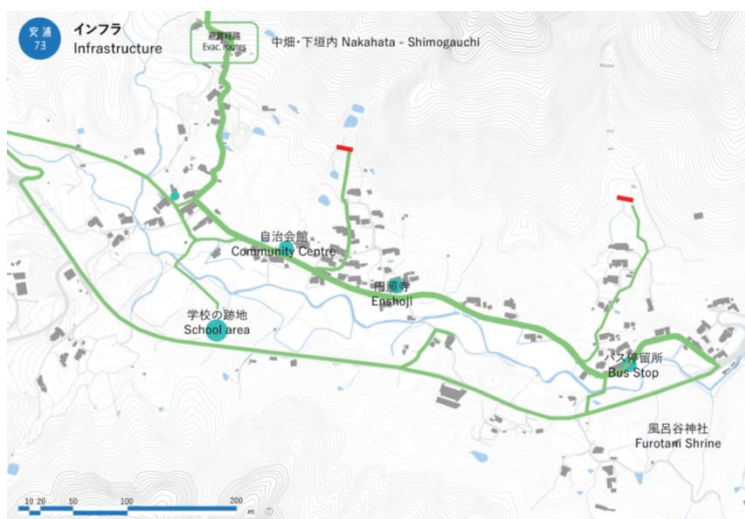 安浦
73
インフラ
Infrastructure
避難経路
Evac. routes
中畑・下垣内 Nakahata - Shimogauchi
自治会館
Community Centre
円照寺
Enshoji
学校の跡地
School area
バス停留所
Bus Stop
風呂谷神社
Furotani Shrine
10 20 50 100 200
m